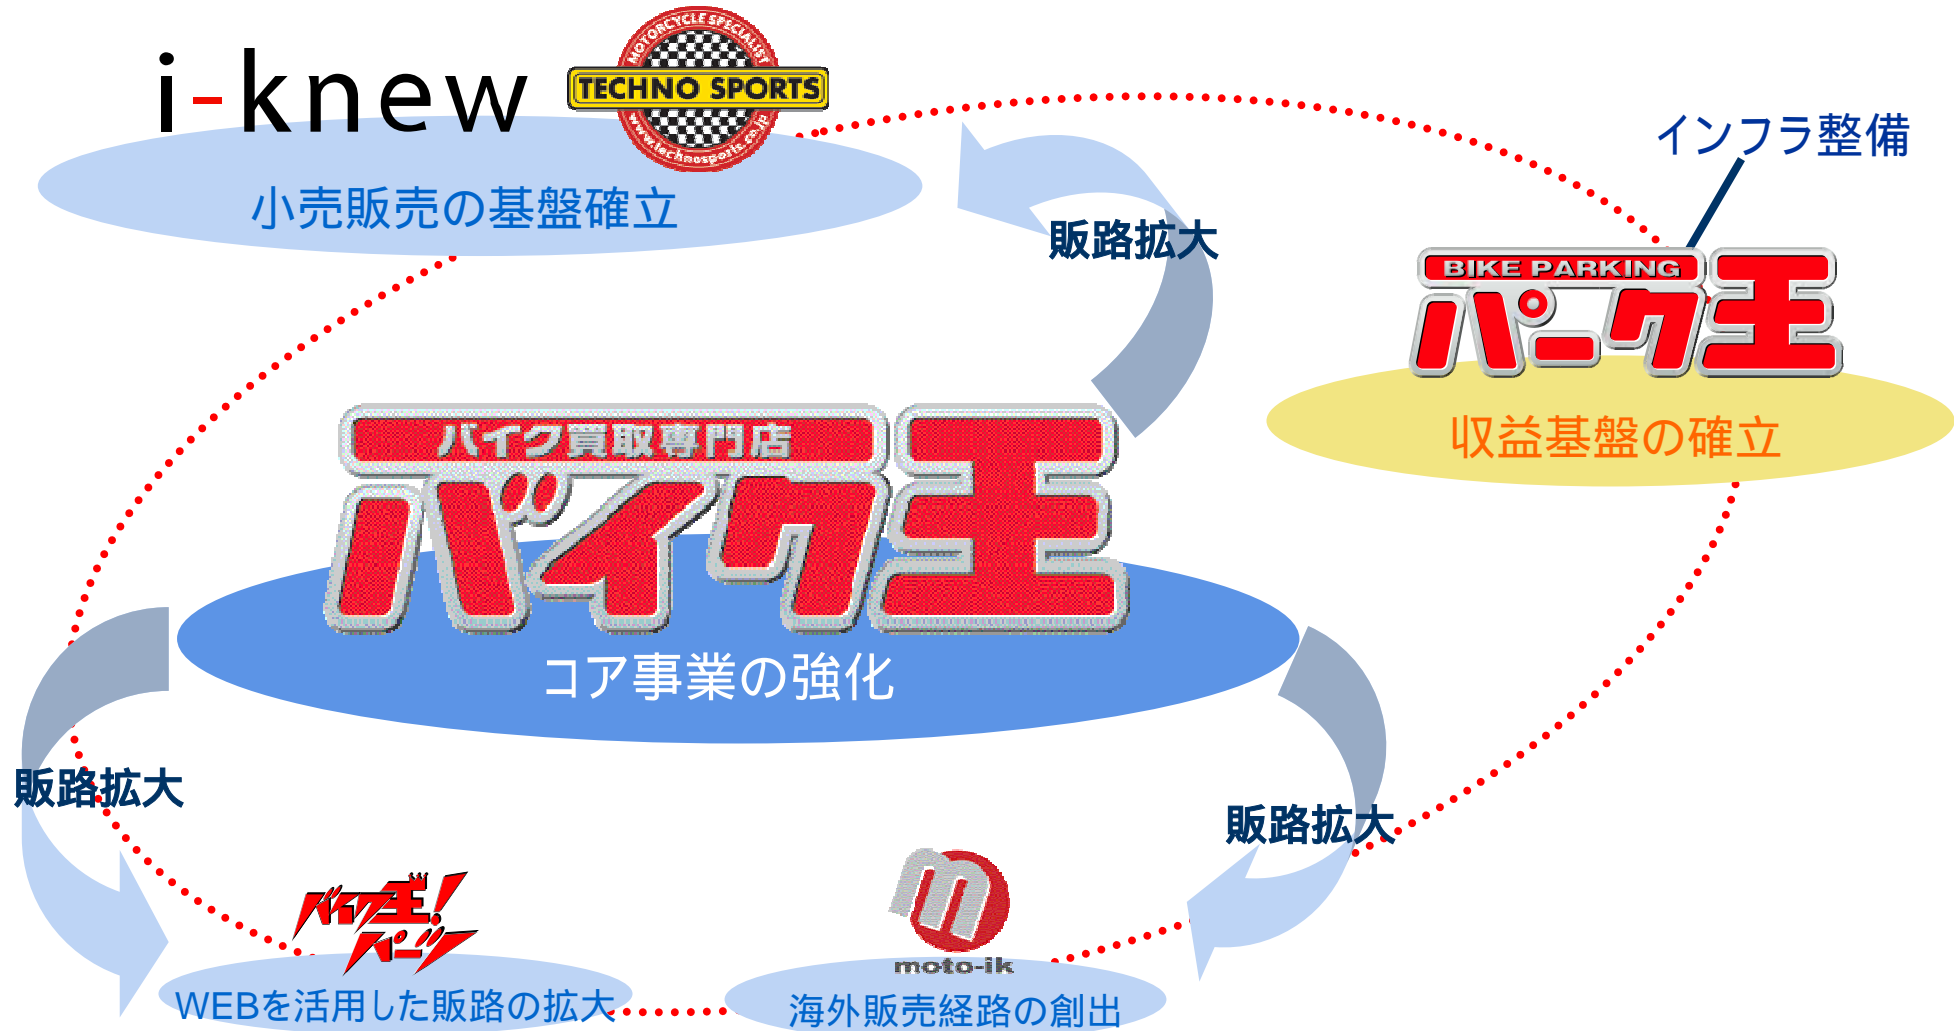 i-knew
MOTORCYCLE SPECIALIST
TECHNO SPORTS
www.technosports.co.jp
小売販売の基盤確立
インフラ整備
販路拡大
BIKE PARKING
パーク王
収益基盤の確立
バイク買取専門店
バイク王
コア事業の強化
販路拡大
販路拡大
バイク王!
パーツ
WEBを活用した販路の拡大
m
moto-ik
海外販売経路の創出